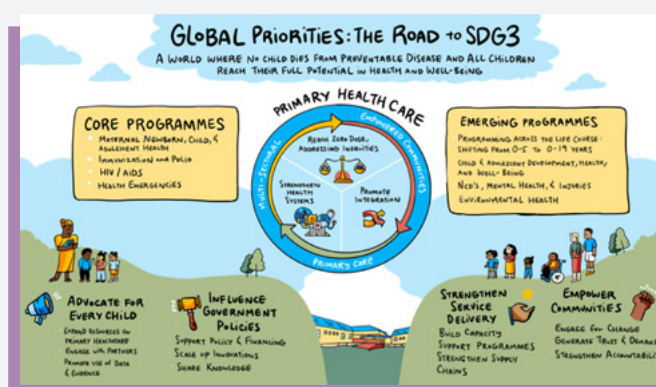 GLOBAL PRIORITIES: THE ROAD TO SDG3
A WORLD WHERE NO CHILD DIES FROM PREVENTABLE DISEASE AND ALL CHILDREN
REACH THEIR FULL POTENTIAL IN HEALTH AND WELL-BEING
CORE PROGRAMMES
MATERNAL NEWBORN, CHILD, &
ADOLESCENT HEALTH
IMMUNIZATION AND POLIO
HIV / AIDS
HEALTH EMERGENCIES
PRIMARY HEALTH CARE
MULTI-SECTORAL
EMPOWERED COMMUNITIES
PRIMARY CARE
REACH ZERO DOSE,
ADDRESSING INEQUITIES
STRENGTHEN
HEALTH
SYSTEMS
PROMOTE
INTEGRATION
EMERGING PROGRAMMES
PROGRAMMING ACROSS THE LIFE COURSE:
SHIFTING FROM 0-5 TO 0-19 YEARS
CHILD & ADOLESCENT DEVELOPMENT, HEALTH,
AND WELL-BEING
NCD'S, MENTAL HEALTH, & INJURIES
ENVIRONMENTAL HEALTH
ADVOCATE FOR
EVERY CHILD
EXPAND RESOURCES FOR
PRIMARY HEALTHCARE
ENGAGE WITH PARTNERS
PROMOTE USE OF DATA
& EVIDENCE
INFLUENCE
GOVERNMENT
POLICIES
SUPPORT POLICY & FINANCING
SCALE UP INNOVATIONS
SHARE KNOWLEDGE
STRENGTHEN
SERVICE
DELIVERY
BUILD CAPACITY
SUPPORT PROGRAMMES
STRENGTHEN SUPPLY
CHAINS
EMPOWER
COMMUNITIES
ENGAGE FOR CHANGE
GENERATE TRUST & DEMAND
STRENGTHEN ACCOUNTABILIT